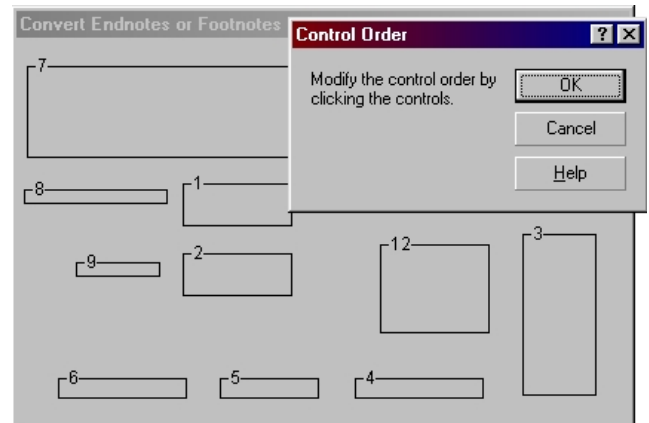 Convert Endnotes or Footnotes
Control Order
7
Modify the control order by
clicking the controls.
OK
Cancel
Help
8
1
9
2
12
3
6
5
4